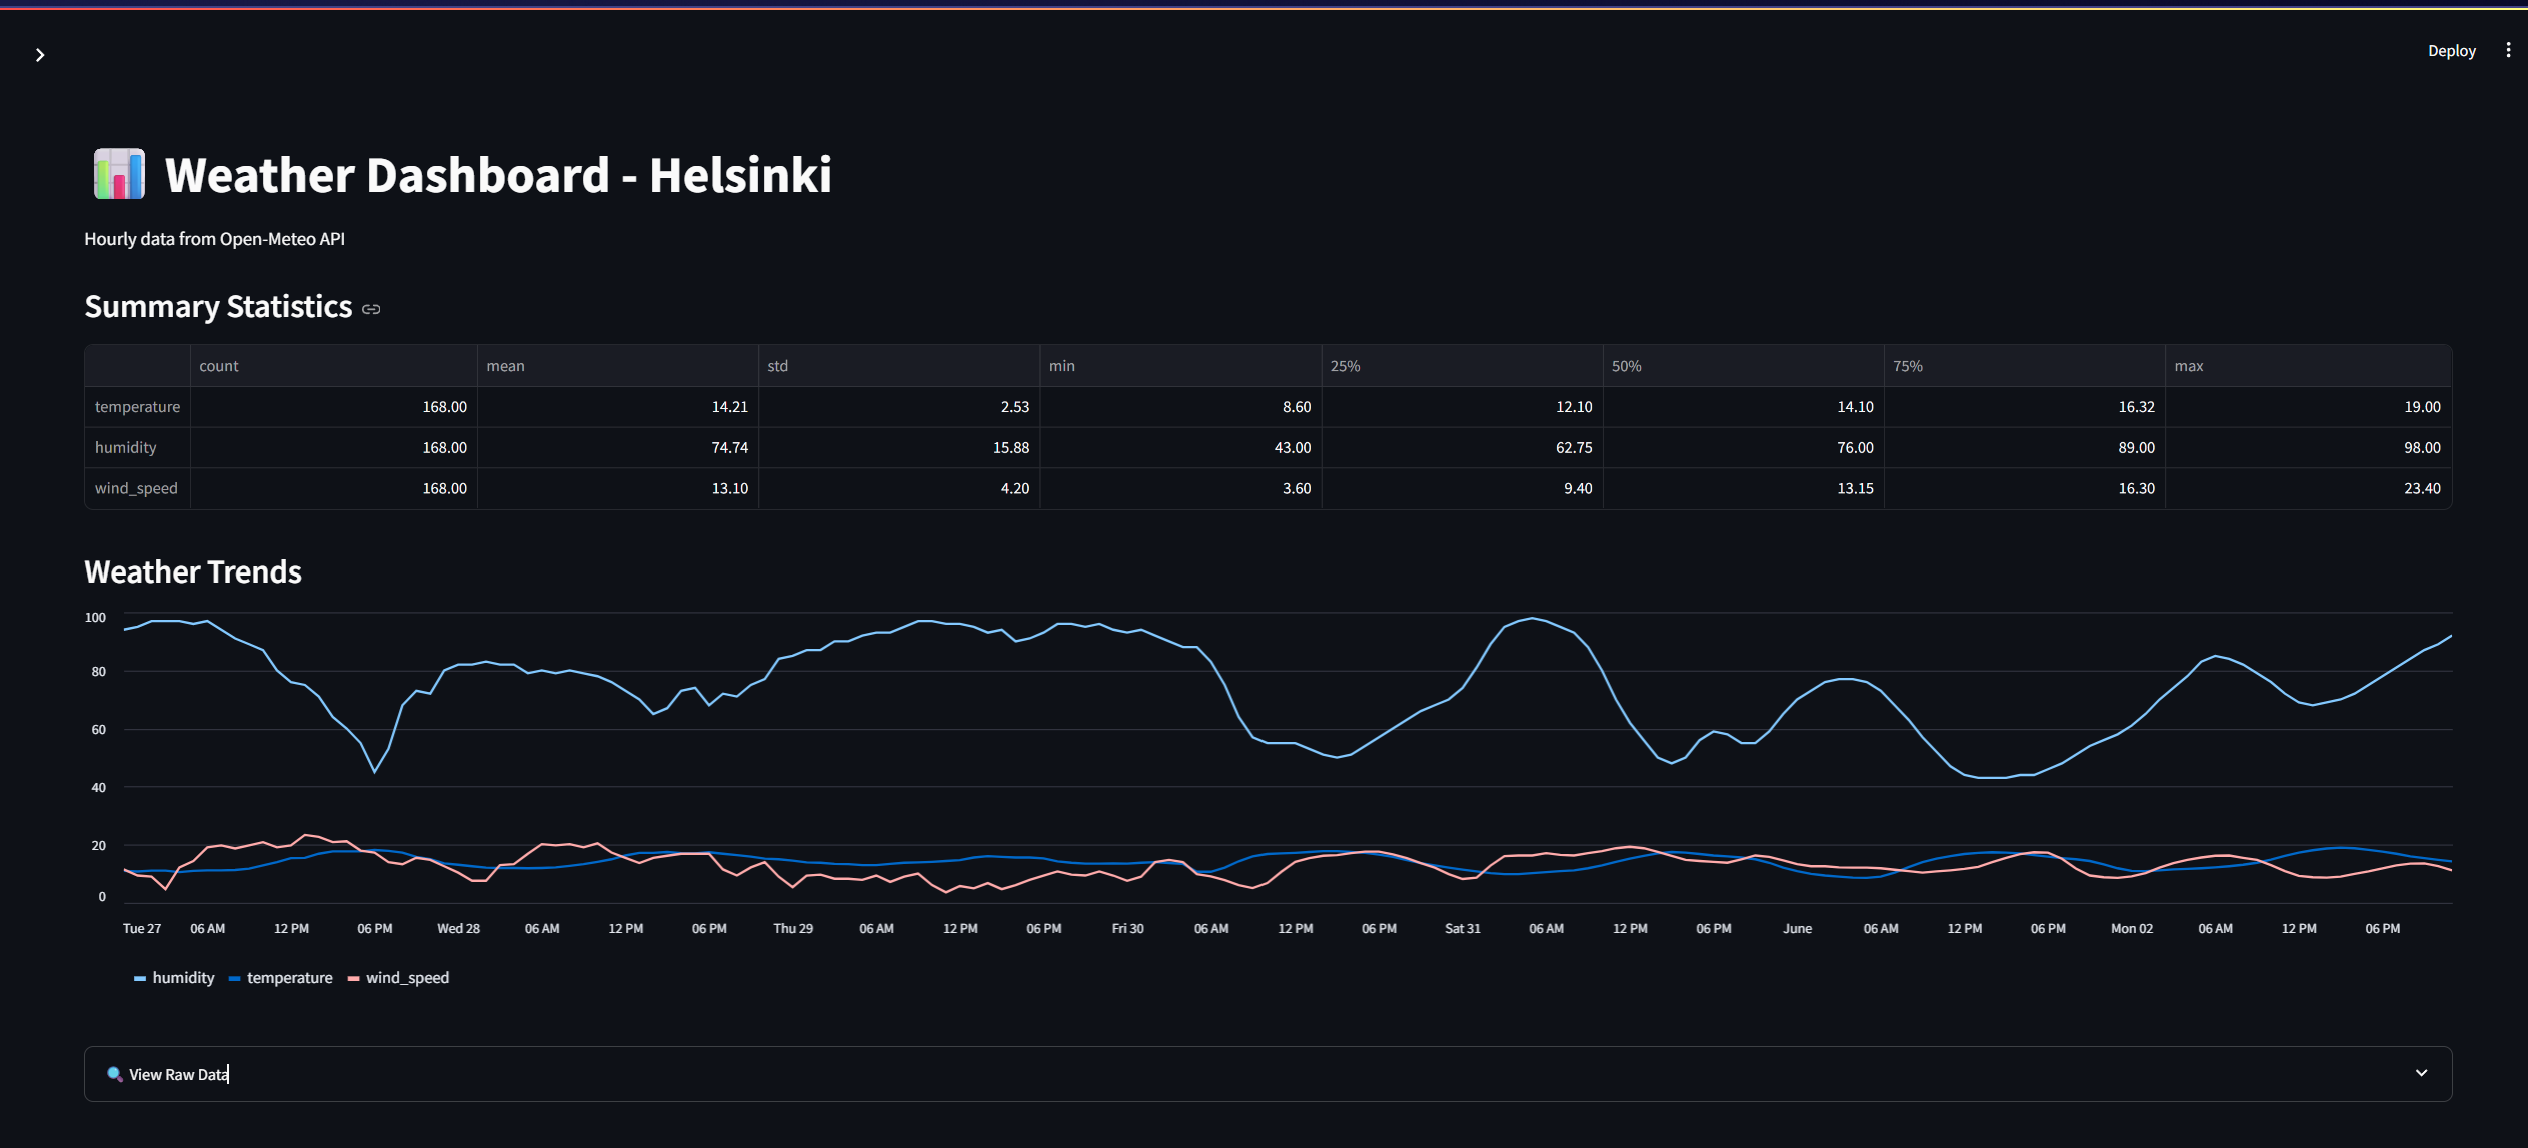 Deploy
Weather Dashboard - Helsinki
Hourly data from Open-Meteo API
Summary Statistics
count mean std min 25% 50% 75% max
temperature 168.00 14.21 2.53 8.60 12.10 14.10 16.32 19.00
humidity 168.00 74.74 15.88 43.00 62.75 76.00 89.00 98.00
wind_speed 168.00 13.10 4.20 3.60 9.40 13.15 16.30 23.40
Weather Trends
100
80
60
40
20
0
Tue 27 06 AM 12 PM 06 PM Wed 28 06 AM 12 PM 06 PM Thu 29 06 AM 12 PM 06 PM Fri 30 06 AM 12 PM 06 PM Sat 31 06 AM 12 PM 06 PM June 06 AM 12 PM 06 PM Mon 02 06 AM 12 PM 06 PM
humidity temperature wind_speed
View Raw Data